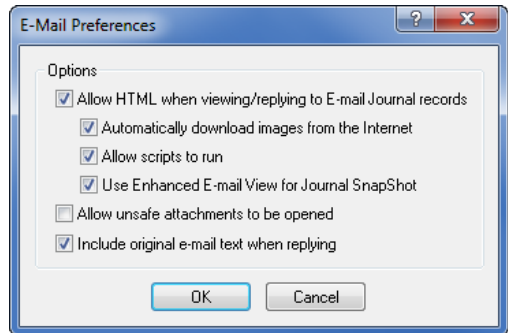 E-Mail Preferences
?
X
Options
Allow HTML when viewing/replying to E-mail Journal records
Automatically download images from the Internet
Allow scripts to run
Use Enhanced E-mail View for Journal SnapShot
Allow unsafe attachments to be opened
Include original e-mail text when replying
OK
Cancel